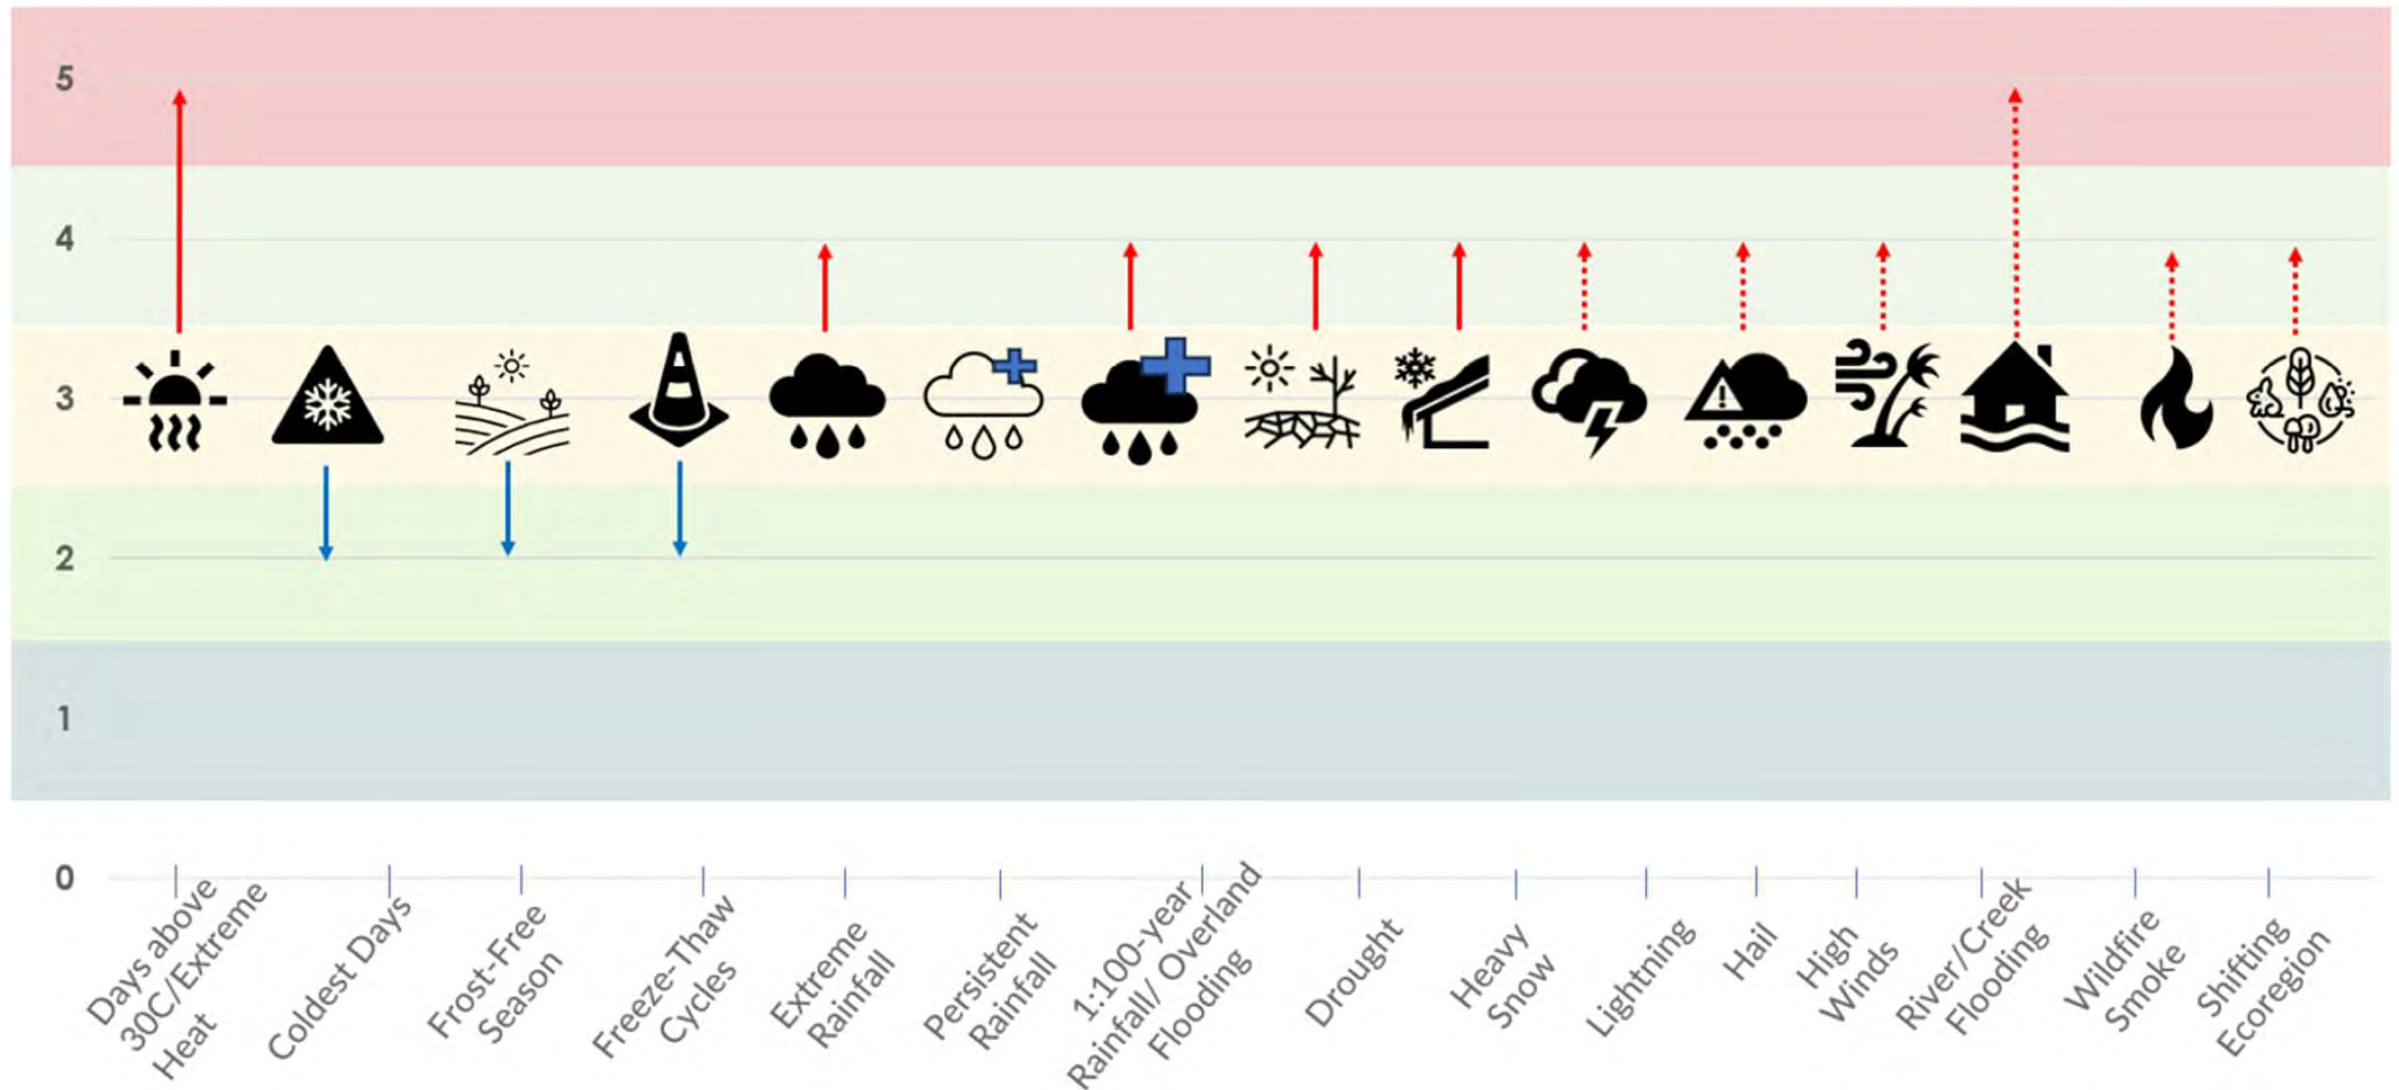 5
4
3
2
1
0
Days above
30C/Extreme
Heat
Coldest Days
Frost-Free
Season
Freeze-Thaw
Cycles
Extreme
Rainfall
Persistent
Rainfall
1:100-year
Rainfall/ Overland
Flooding
Drought
Heavy
Snow
Lightning
Hail
High
Winds
River/Creek
Flooding
Wildfire
Smoke
Shifting
Ecoregion